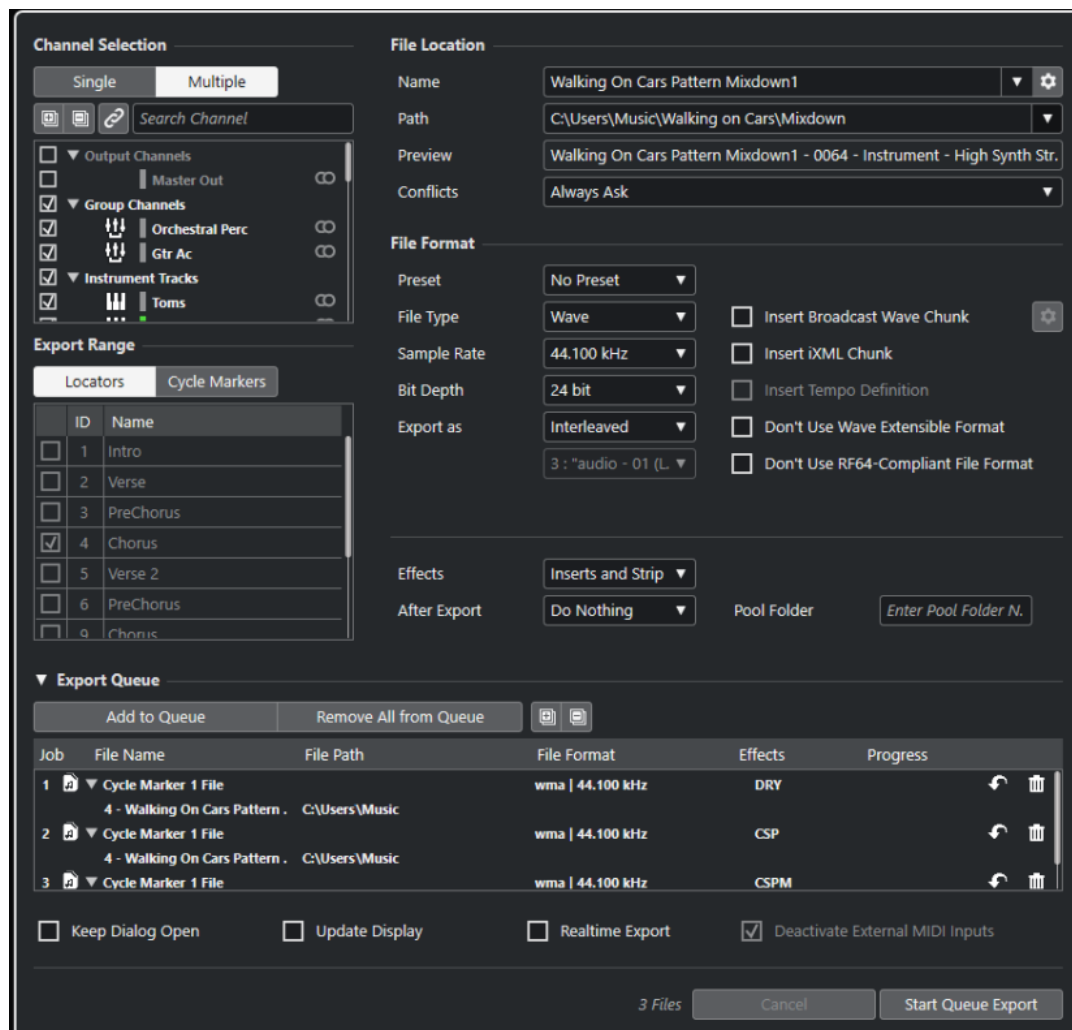 Channel Selection
Single Multiple
Search Channel
Output Channels
Master Out
Group Channels
Orchestral Perc
Gtr Ac
Instrument Tracks
Toms
Export Range
Locators Cycle Markers
ID Name
1 Intro
2 Verse
3 PreChorus
4 Chorus
5 Verse 2
6 PreChorus
9 Chorus
File Location
Name Walking On Cars Pattern Mixdown1
Path C:\Users\Music\Walking on Cars\Mixdown
Preview Walking On Cars Pattern Mixdown1 - 0064 - Instrument - High Synth Str.
Conflicts Always Ask
File Format
Preset No Preset
File Type Wave Insert Broadcast Wave Chunk
Sample Rate 44.100 kHz Insert iXML Chunk
Bit Depth 24 bit Insert Tempo Definition
Export as Interleaved Don't Use Wave Extensible Format
3 : "audio - 01 (L. Don't Use RF64-Compliant File Format
Effects Inserts and Strip
After Export Do Nothing Pool Folder Enter Pool Folder N.
Export Queue
Add to Queue Remove All from Queue
Job File Name File Path File Format Effects Progress
1 Cycle Marker 1 File wma | 44.100 kHz DRY
4 - Walking On Cars Pattern . C:\Users\Music
2 Cycle Marker 1 File wma | 44.100 kHz CSP
4 - Walking On Cars Pattern . C:\Users\Music
3 Cycle Marker 1 File wma | 44.100 kHz CSPM
Keep Dialog Open Update Display Realtime Export Deactivate External MIDI Inputs
3 Files Cancel Start Queue Export